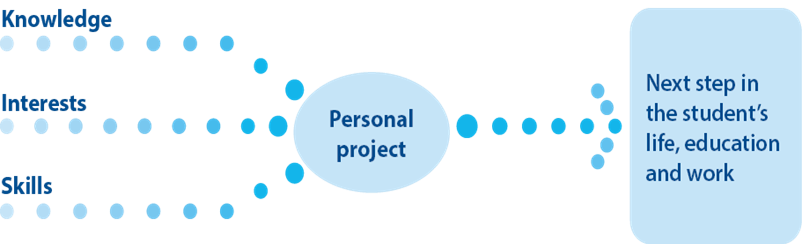 Knowledge
Interests
Skills
Personal
project
Next step in
the student's
life, education
and work